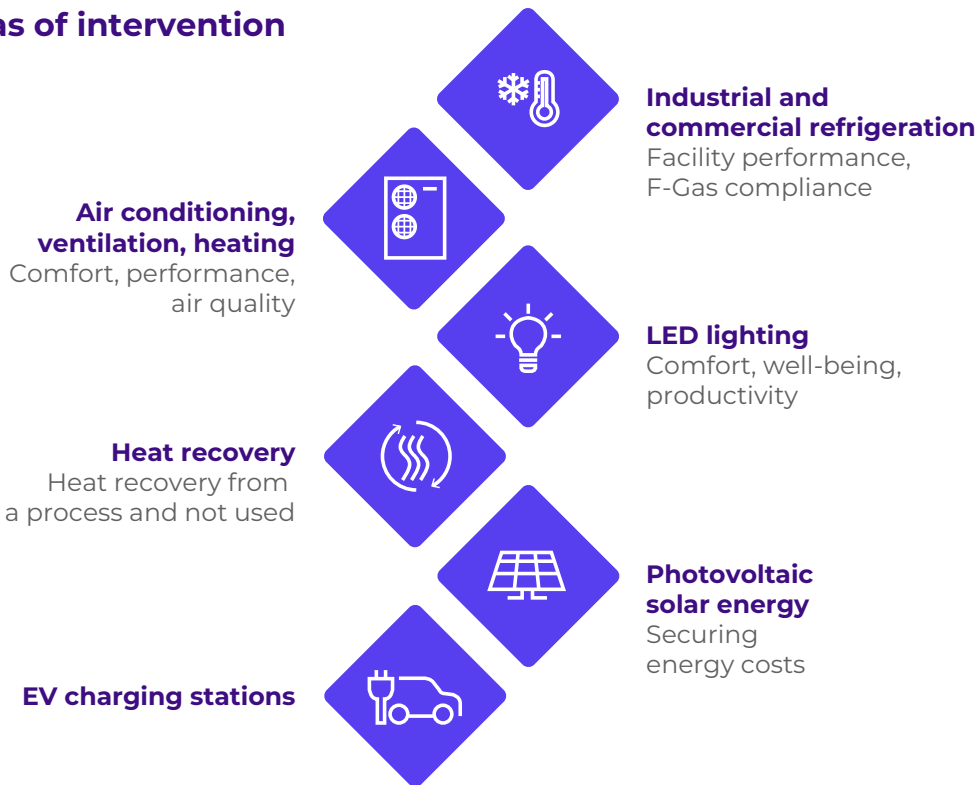 as of intervention
Industrial and
commercial refrigeration
Facility performance,
F-Gas compliance
Air conditioning,
ventilation, heating
Comfort, performance,
air quality
LED lighting
Comfort, well-being,
productivity
Heat recovery
Heat recovery from
a process and not used
Photovoltaic
solar energy
Securing
energy costs
EV charging stations